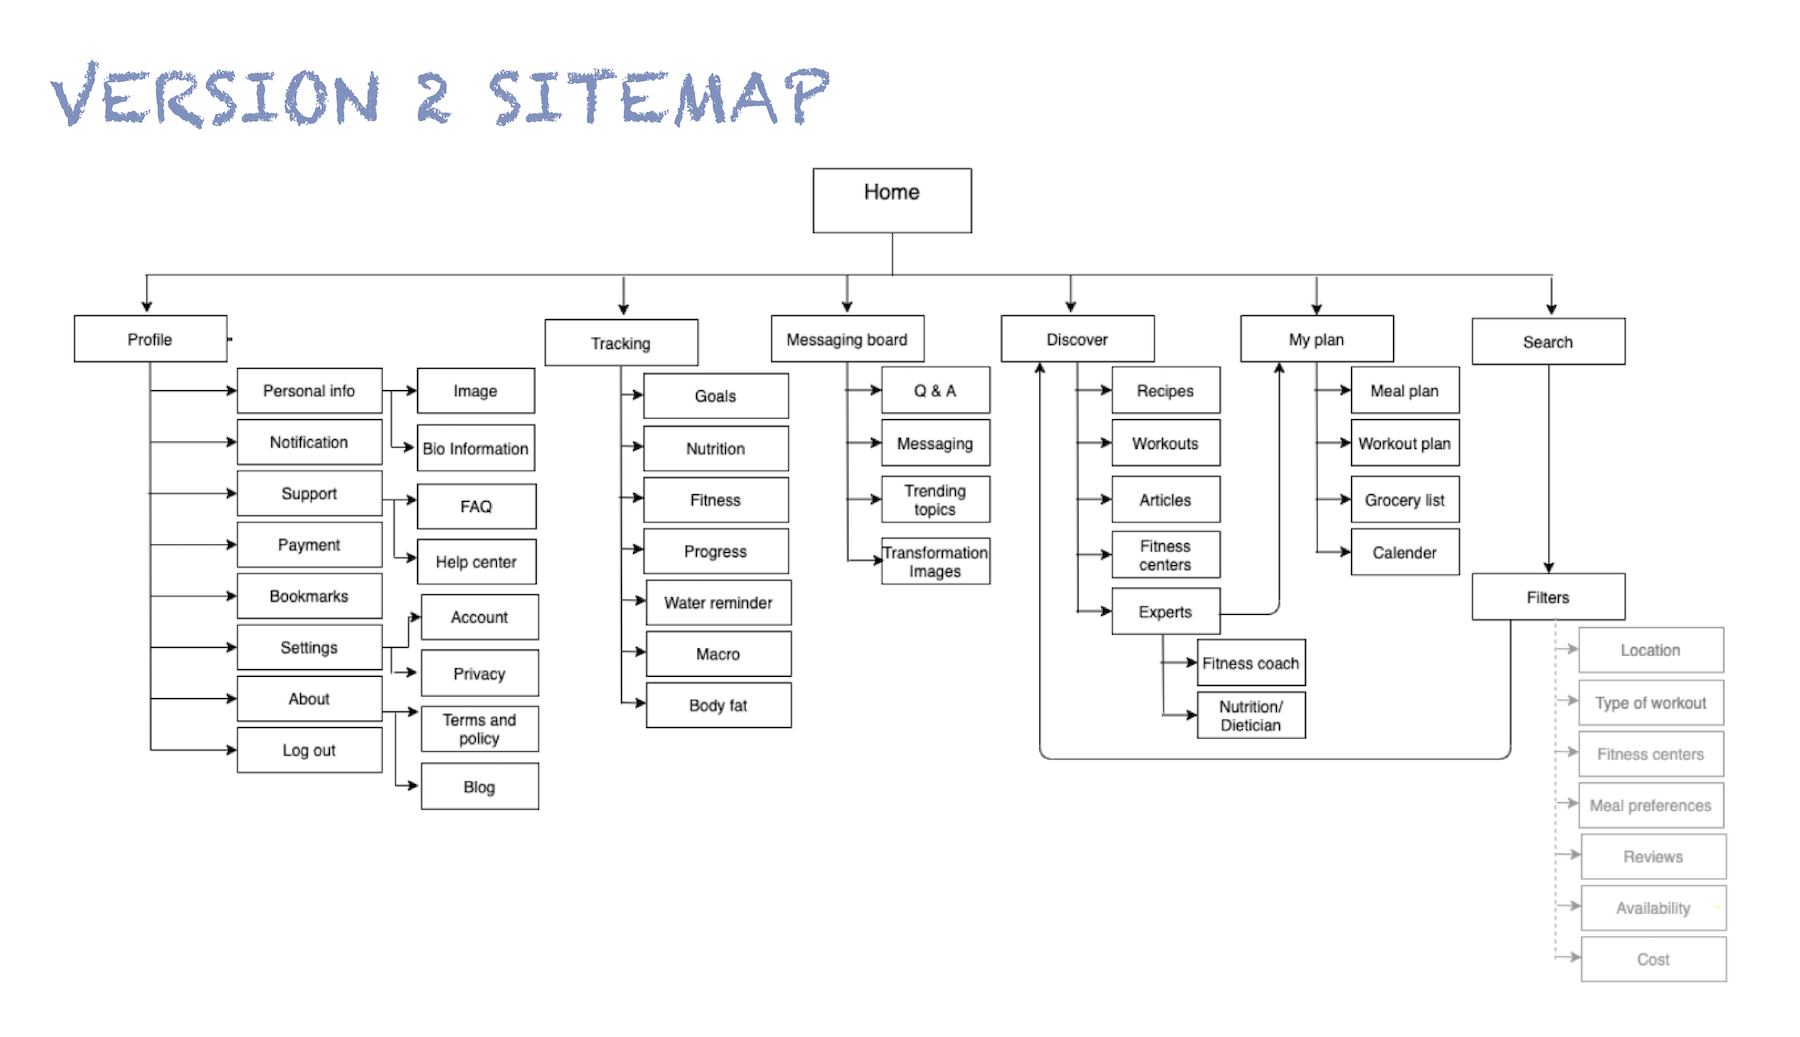 VERSION 2 SITEMAP
Home
Profile
Personal info
Image
Bio Information
Notification
Support
FAQ
Help center
Payment
Bookmarks
Settings
Account
Privacy
About
Terms and
policy
Blog
Log out
Tracking
Goals
Nutrition
Fitness
Progress
Water reminder
Macro
Body fat
Messaging board
Q & A
Messaging
Trending
topics
Transformation
Images
Discover
Recipes
Workouts
Articles
Fitness
centers
Experts
Fitness coach
Nutrition/
Dietician
My plan
Meal plan
Workout plan
Grocery list
Calender
Search
Filters
Location
Type of workout
Fitness centers
Meal preferences
Reviews
Availability
Cost